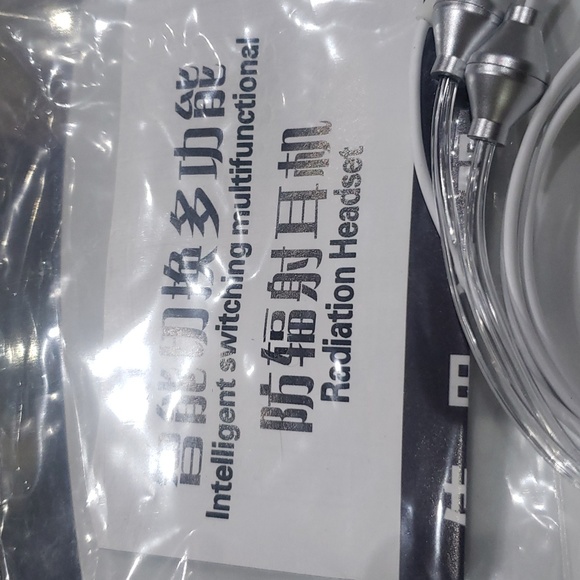 智能切换多功能
Intelligent switching multifunctional
防辐射耳机
Radiation Headset